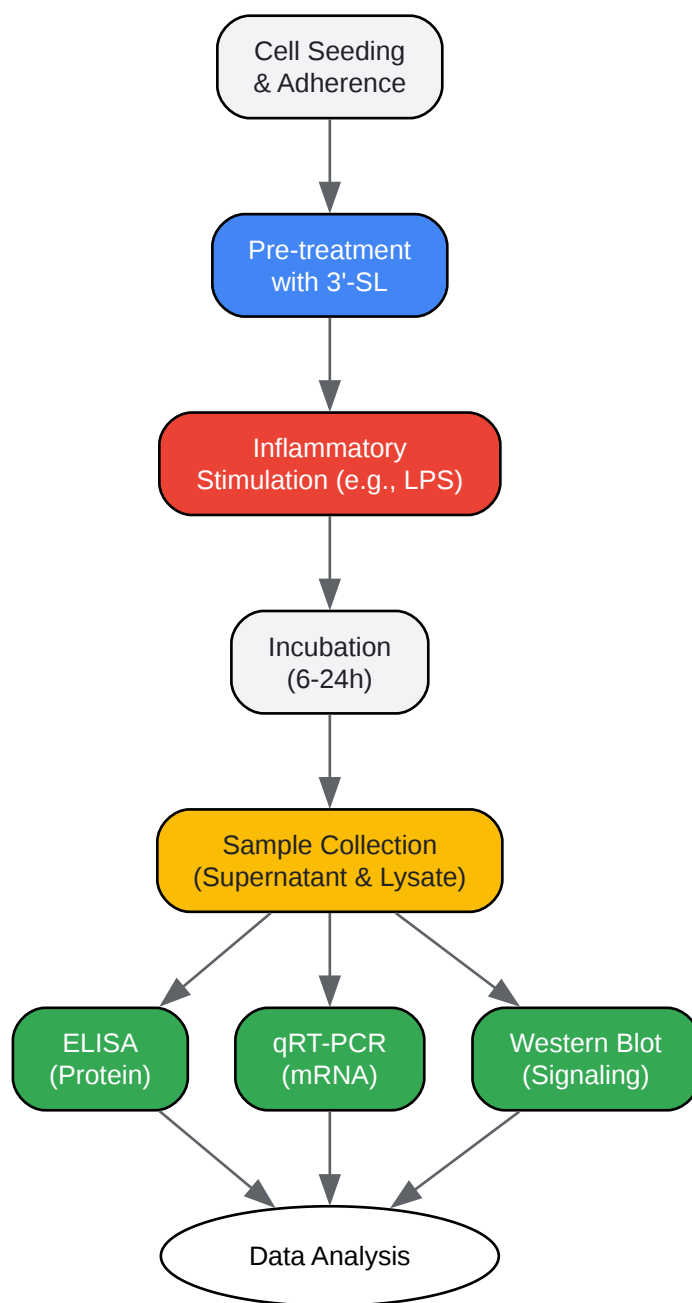 Cell Seeding
& Adherence
Pre-treatment
with 3'-SL
Inflammatory
Stimulation (e.g., LPS)
Incubation
(6-24h)
Sample Collection
(Supernatant & Lysate)
ELISA
(Protein)
qRT-PCR
(mRNA)
Western Blot
(Signaling)
Data Analysis